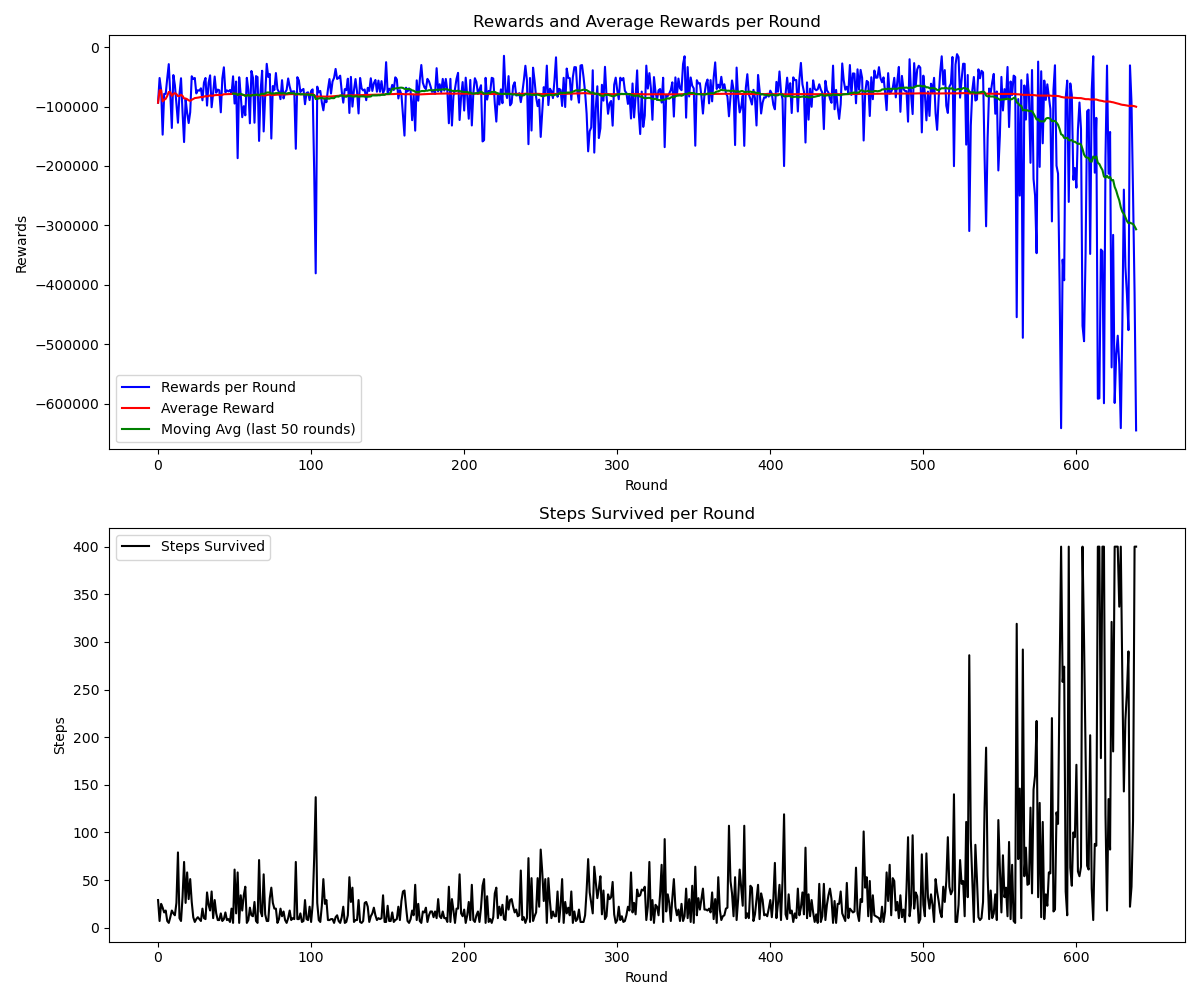 Rewards and Average Rewards per Round
0
−100000
−200000
−300000
−400000
−500000
−600000
Rewards
Rewards per Round
Average Reward
Moving Avg (last 50 rounds)
0 100 200 300 400 500 600
Round
Steps Survived per Round
400
350
300
250
200
150
100
50
0
Steps
Steps Survived
0 100 200 300 400 500 600
Round